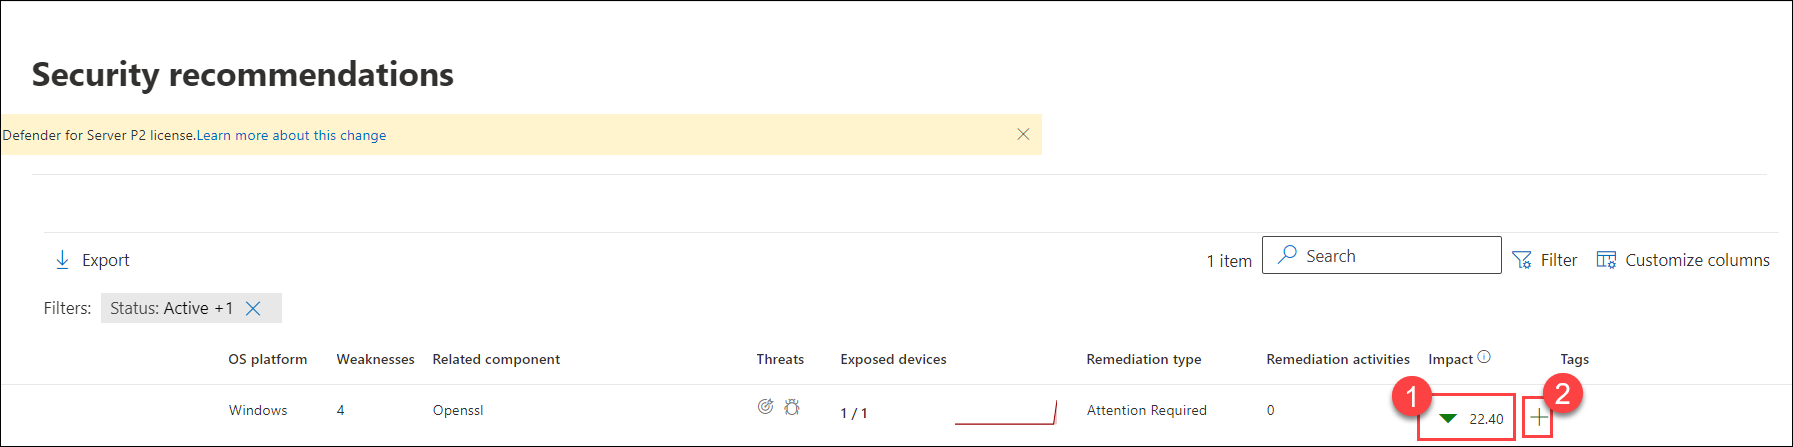 Security recommendations
Defender for Server P2 license.Learn more about this change
Export
1 item
Search
Filter
Customize columns
Filters: Status: Active +1
OS platform Weaknesses Related component Threats Exposed devices Remediation type Remediation activities Impact Tags
1 2
Windows 4 Openssl 1 / 1 Attention Required 0 22.40